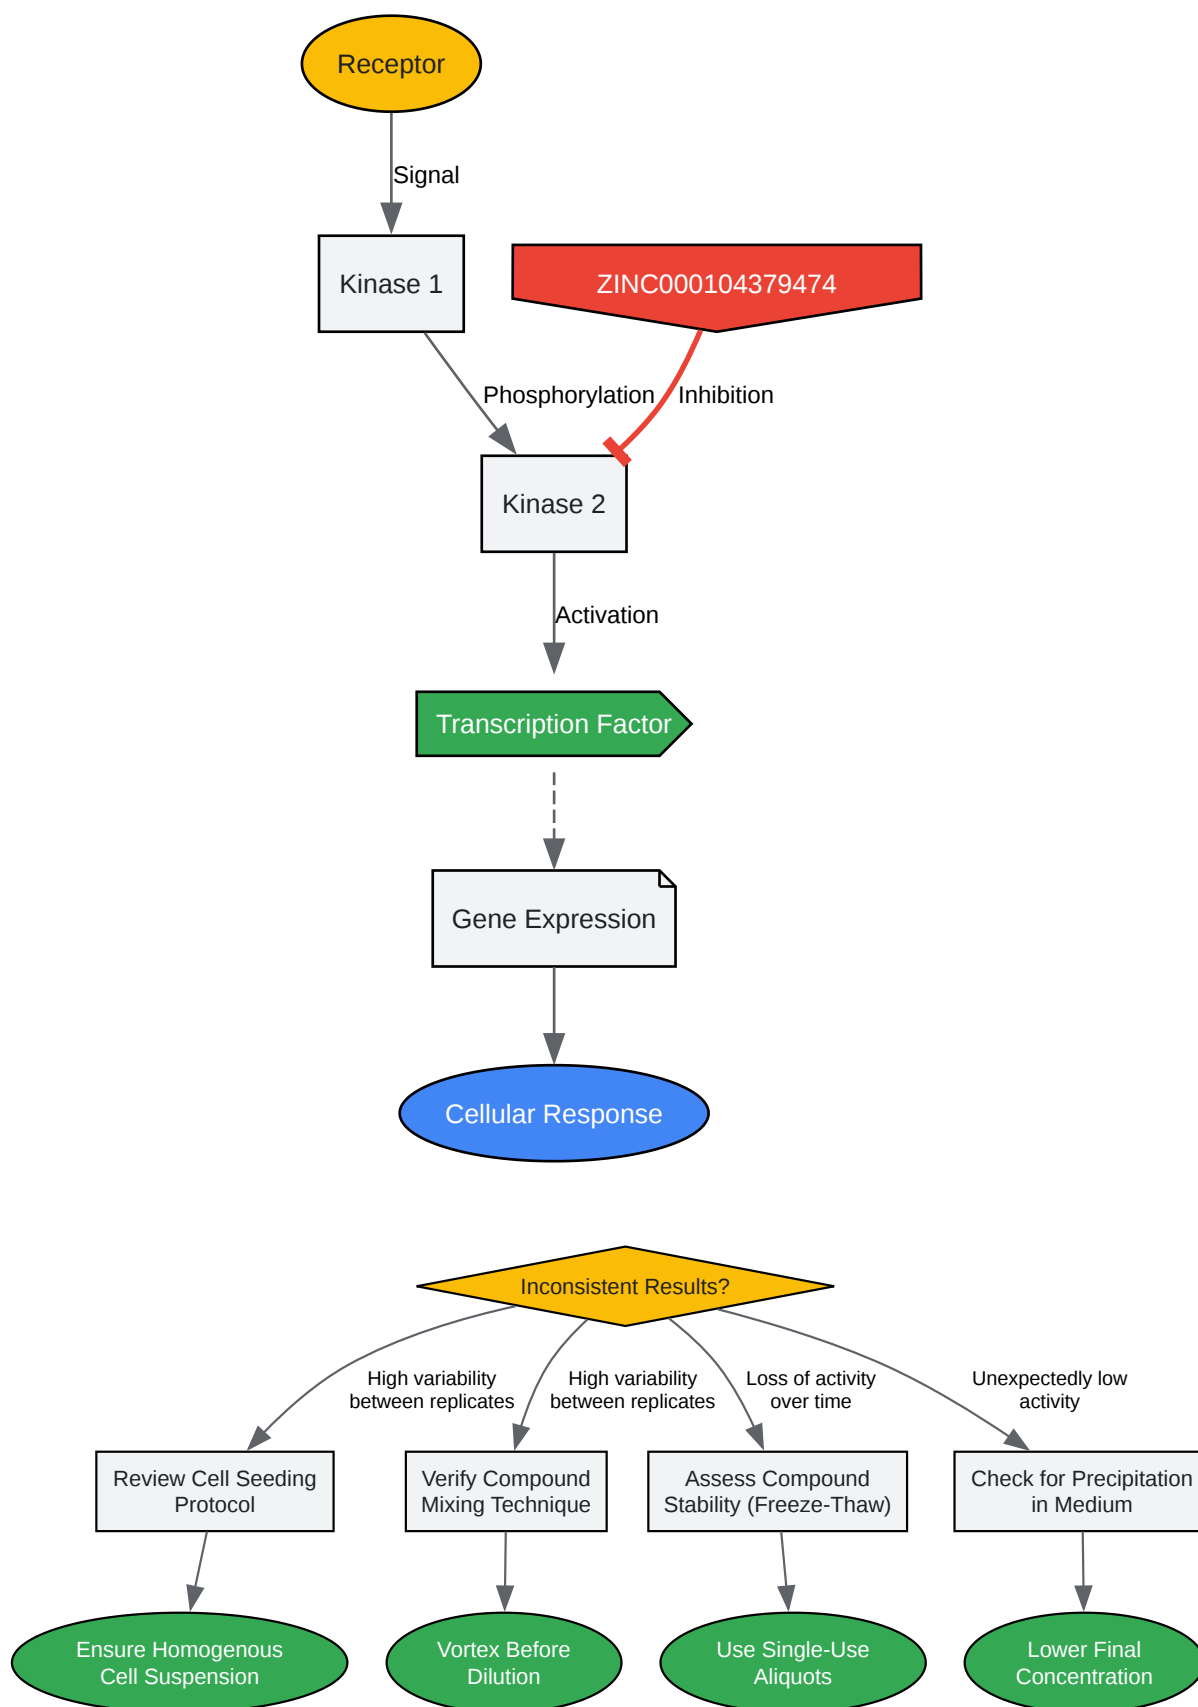 Receptor
Signal
Kinase 1
ZINC000104379474
Phosphorylation
Inhibition
Kinase 2
Activation
Transcription Factor
Gene Expression
Cellular Response
Inconsistent Results?
High variability
between replicates
High variability
between replicates
Loss of activity
over time
Unexpectedly low
activity
Review Cell Seeding
Protocol
Verify Compound
Mixing Technique
Assess Compound
Stability (Freeze-Thaw)
Check for Precipitation
in Medium
Ensure Homogenous
Cell Suspension
Vortex Before
Dilution
Use Single-Use
Aliquots
Lower Final
Concentration